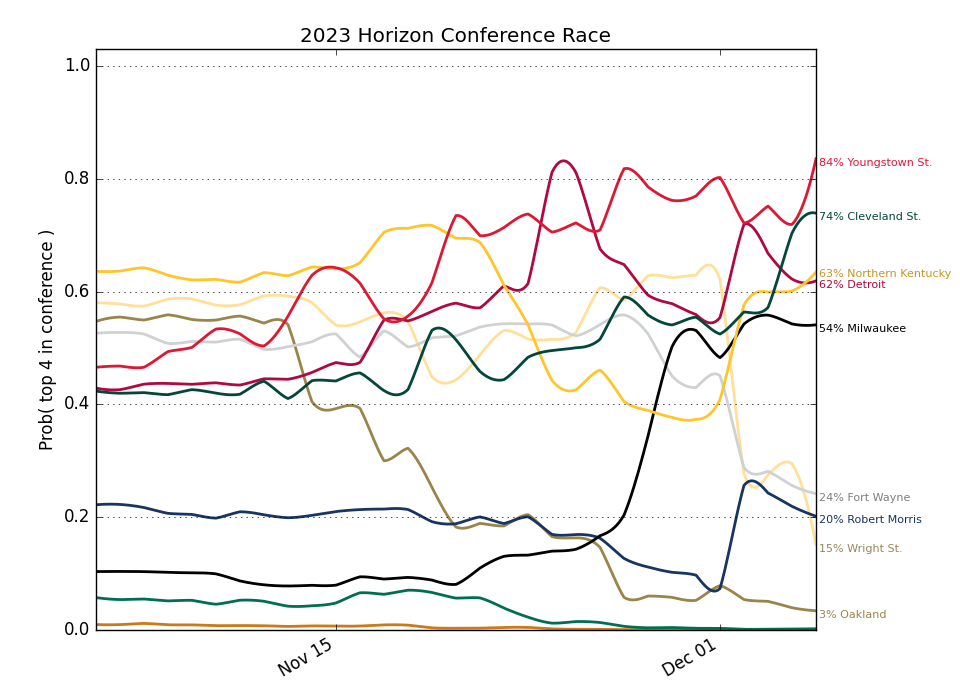 2023 Horizon Conference Race
Prob( top 4 in conference )
1.0
0.8
0.6
0.4
0.2
0.0
Nov 15
Dec 01
84% Youngstown St.
74% Cleveland St.
63% Northern Kentucky
62% Detroit
54% Milwaukee
24% Fort Wayne
20% Robert Morris
15% Wright St.
3% Oakland